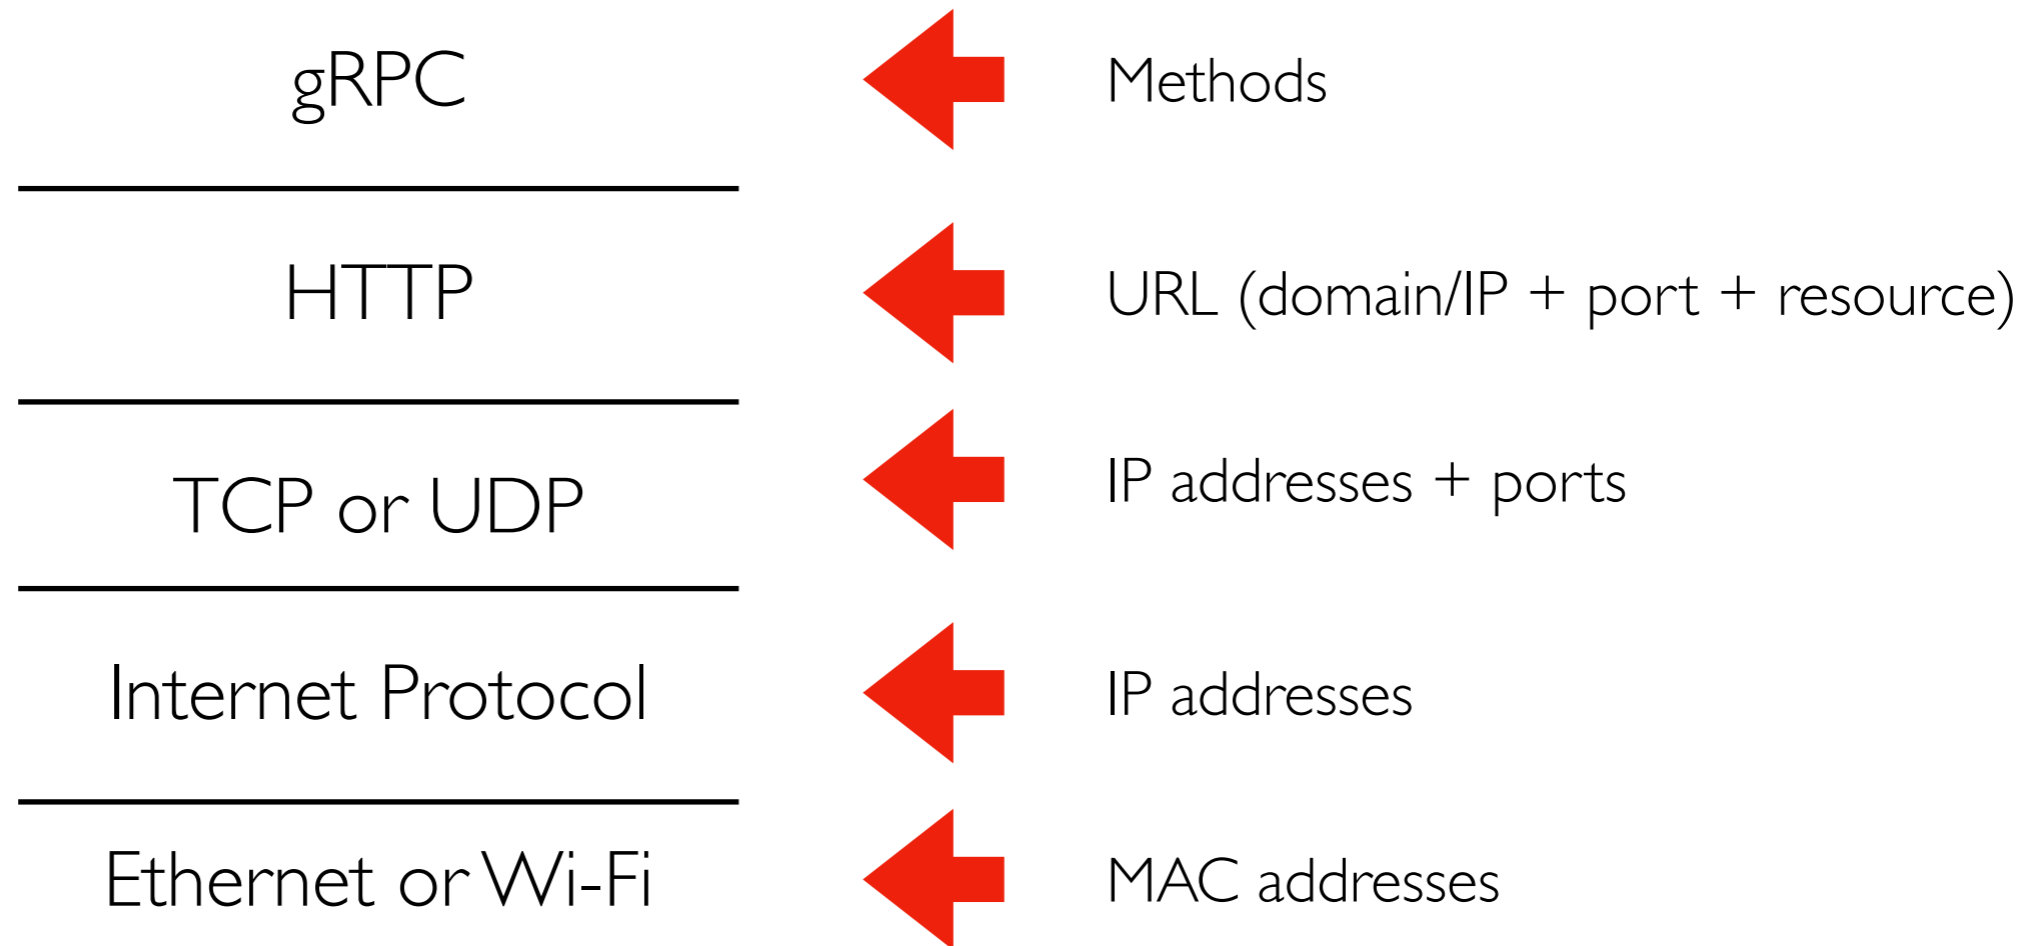 gRPC
Methods
HTTP
URL (domain/IP + port + resource)
TCP or UDP
IP addresses + ports
Internet Protocol
IP addresses
Ethernet or Wi-Fi
MAC addresses